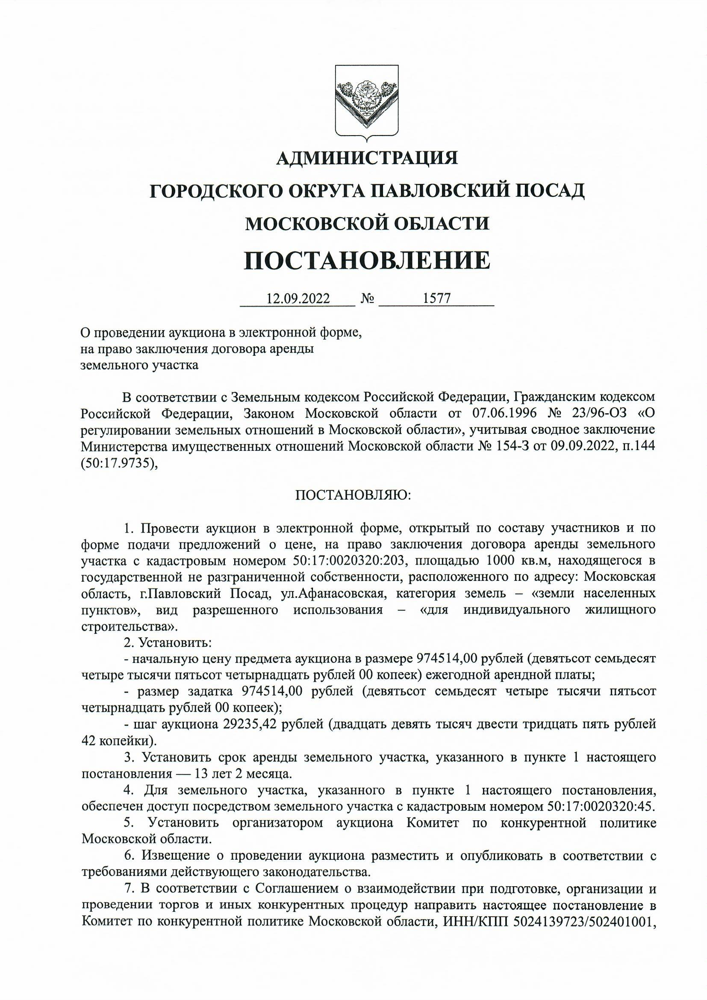 АДМИНИСТРАЦИЯ
ГОРОДСКОГО ОКРУГА ПАВЛОВСКИЙ ПОСАД
МОСКОВСКОЙ ОБЛАСТИ
ПОСТАНОВЛЕНИЕ
12.09.2022 № 1577
О проведении аукциона в электронной форме,
на право заключения договора аренды
земельного участка
В соответствии с Земельным кодексом Российской Федерации, Гражданским кодексом
Российской Федерации, Законом Московской области от 07.06.1996 № 23/96-ОЗ «О
регулировании земельных отношений в Московской области», учитывая сводное заключение
Министерства имущественных отношений Московской области № 154-З от 09.09.2022, п.144
(50:17.9735),
ПОСТАНОВЛЯЮ:
1. Провести аукцион в электронной форме, открытый по составу участников и по
форме подачи предложений о цене, на право заключения договора аренды земельного
участка с кадастровым номером 50:17:0020320:203, площадью 1000 кв.м, находящегося в
государственной не разграниченной собственности, расположенного по адресу: Московская
область, г.Павловский Посад, ул.Афанасовская, категория земель – «земли населенных
пунктов», вид разрешенного использования – «для индивидуального жилищного
строительства».
2. Установить:
- начальную цену предмета аукциона в размере 974514,00 рублей (девятьсот семьдесят
четыре тысячи пятьсот четырнадцать рублей 00 копеек) ежегодной арендной платы;
- размер задатка 974514,00 рублей (девятьсот семьдесят четыре тысячи пятьсот
четырнадцать рублей 00 копеек);
- шаг аукциона 29235,42 рублей (двадцать девять тысяч двести тридцать пять рублей
42 копейки).
3. Установить срок аренды земельного участка, указанного в пункте 1 настоящего
постановления — 13 лет 2 месяца.
4. Для земельного участка, указанного в пункте 1 настоящего постановления,
обеспечен доступ посредством земельного участка с кадастровым номером 50:17:0020320:45.
5. Установить организатором аукциона Комитет по конкурентной политике
Московской области.
6. Извещение о проведении аукциона разместить и опубликовать в соответствии с
требованиями действующего законодательства.
7. В соответствии с Соглашением о взаимодействии при подготовке, организации и
проведении торгов и иных конкурентных процедур направить настоящее постановление в
Комитет по конкурентной политике Московской области, ИНН/КПП 5024139723/502401001,